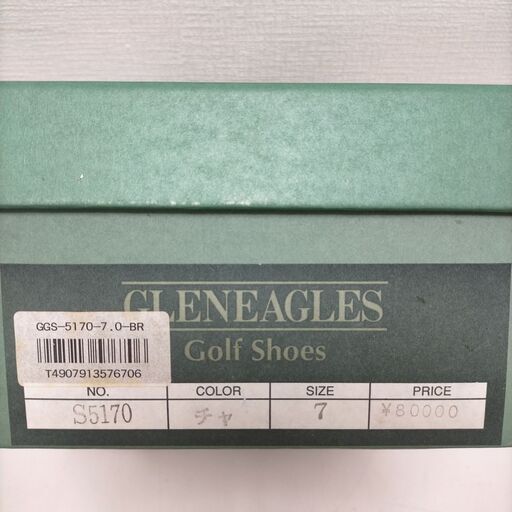 GLENEAGLES
Golf Shoes
GGS-5170-7.0-BR
T4907913576706
NO. COLOR SIZE PRICE
S5170 チャ 7 ¥80000